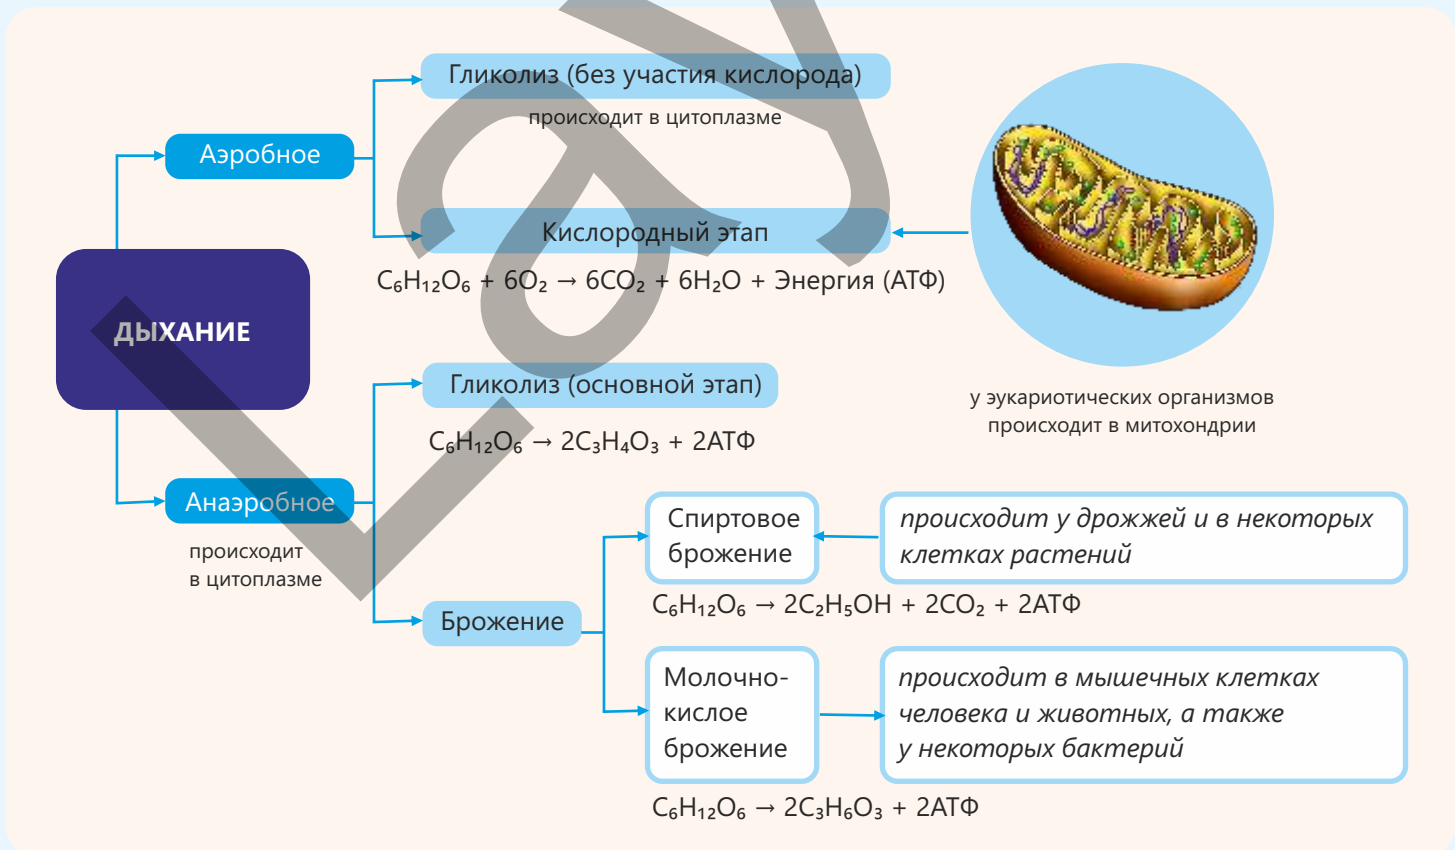 Гликолиз (без участия кислорода)
происходит в цитоплазме
Аэробное
Кислородный этап
C₆H₁₂O₆ + 6O₂ → 6CO₂ + 6H₂O + Энергия (АТФ)
ДЫХАНИЕ
у эукариотических организмов
происходит в митохондрии
Гликолиз (основной этап)
C₆H₁₂O₆ → 2C₃H₄O₃ + 2АТФ
Анаэробное
происходит
в цитоплазме
Брожение
Спиртовое
брожение
происходит у дрожжей и в некоторых
клетках растений
C₆H₁₂O₆ → 2C₂H₅OH + 2CO₂ + 2АТФ
Молочно-
кислое
брожение
происходит в мышечных клетках
человека и животных, а также
у некоторых бактерий
C₆H₁₂O₆ → 2C₃H₆O₃ + 2АТФ
Lay